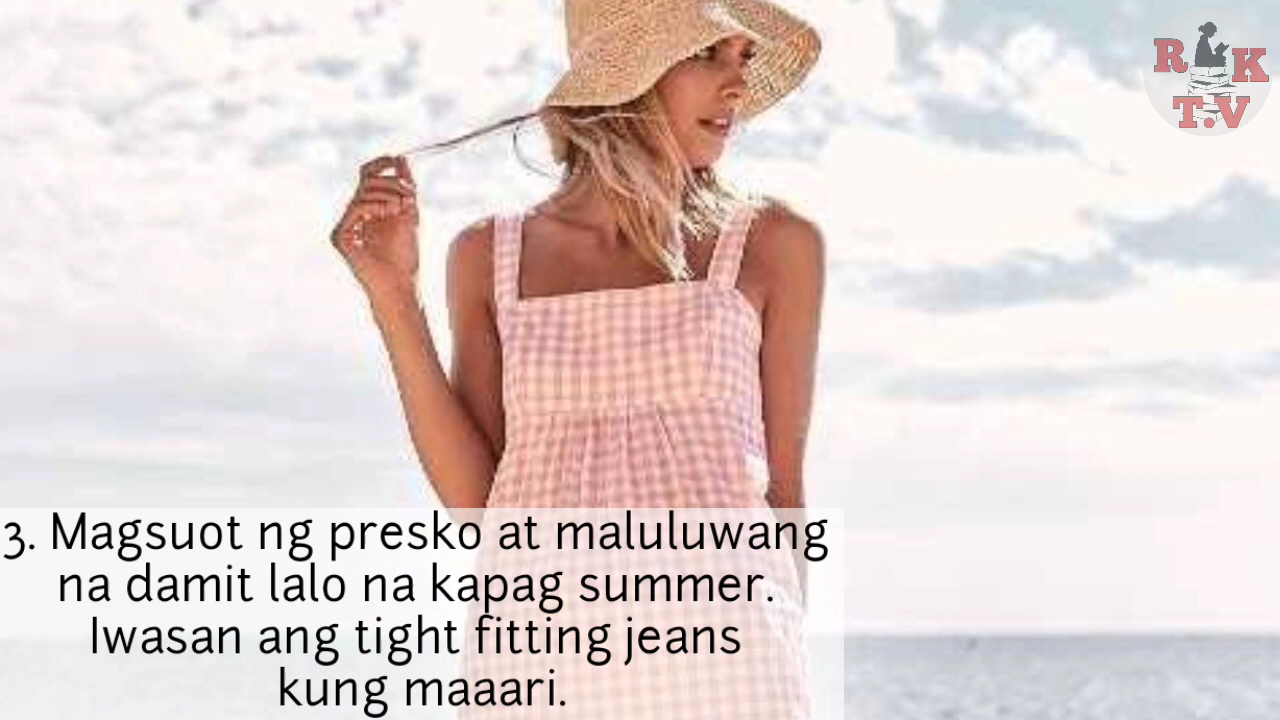 R K
T.V
3. Magsuot ng presko at maluluwang
na damit lalo na kapag summer.
Iwasan ang tight fitting jeans
kung maaari.